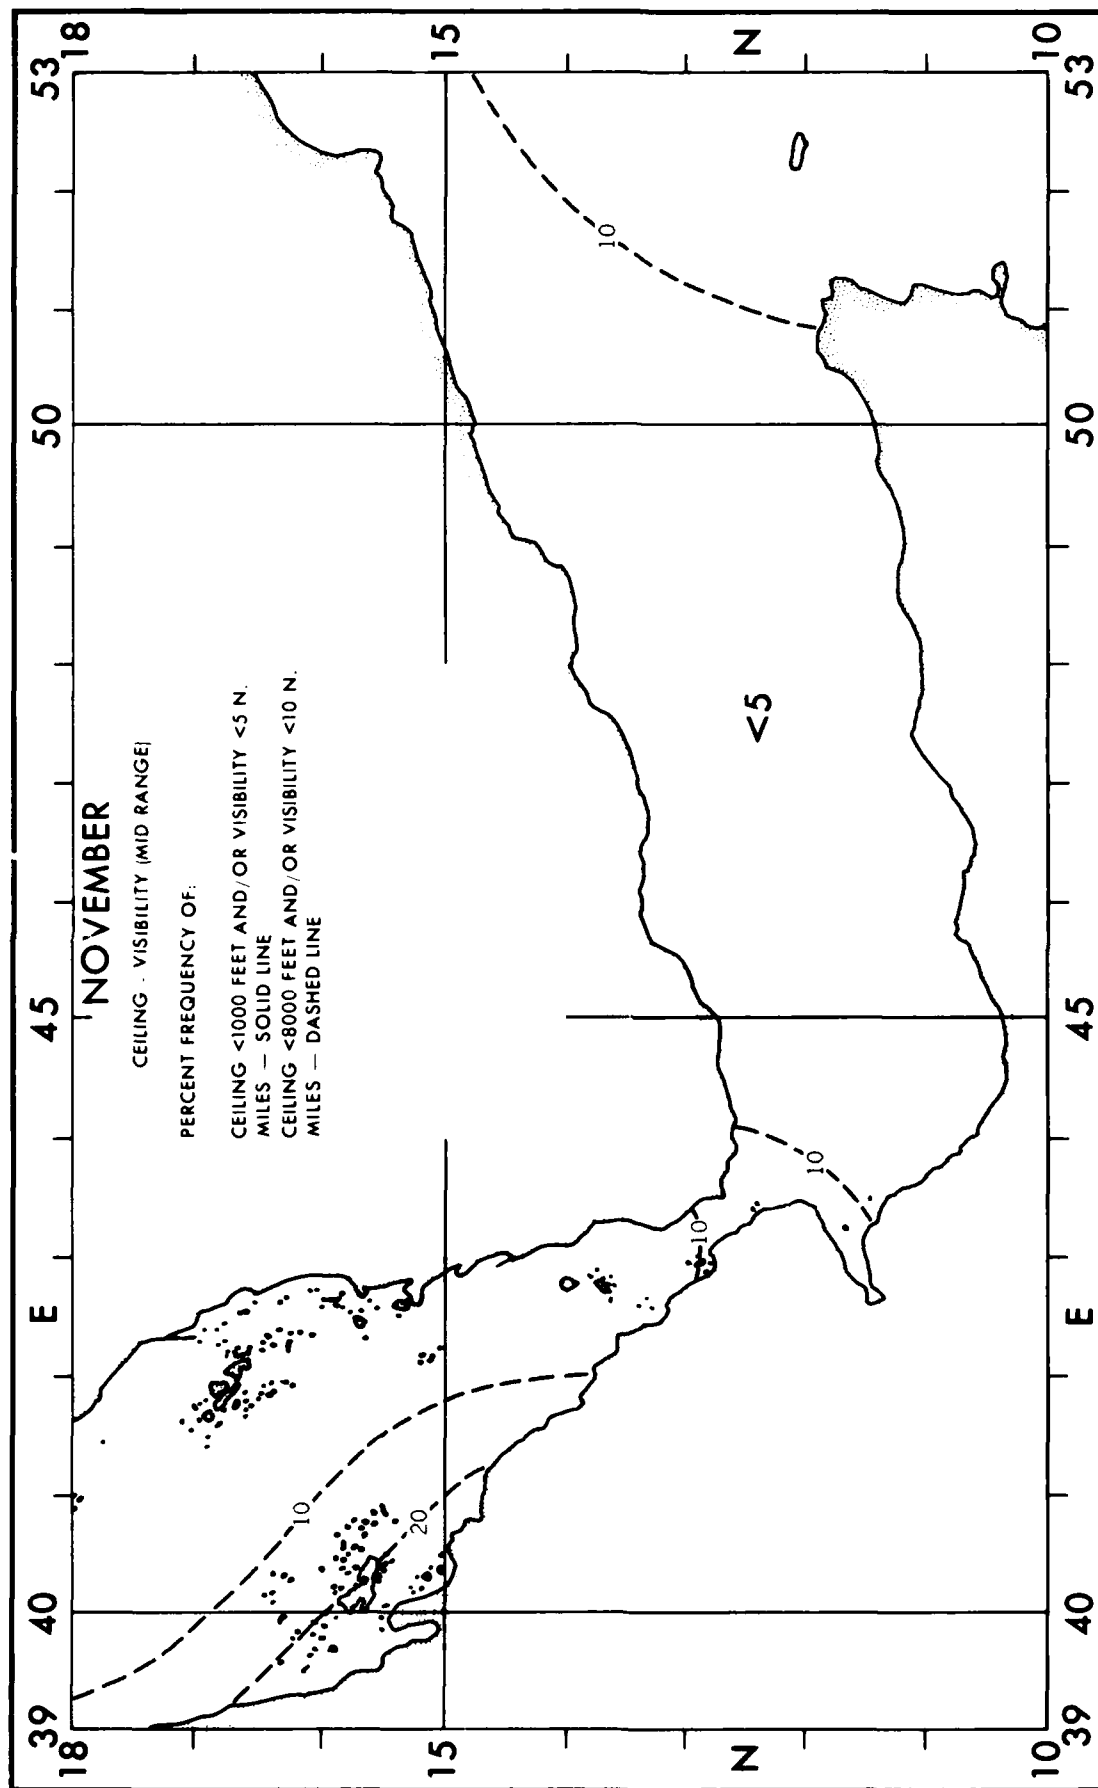 NOVEMBER
CEILING - VISIBILITY (MID RANGE)
PERCENT FREQUENCY OF:
CEILING <1000 FEET AND/OR VISIBILITY <5 N.
MILES — SOLID LINE
CEILING <8000 FEET AND/OR VISIBILITY <10 N.
MILES — DASHED LINE
39
40
E
45
50
53
18
18
15
15
N
N
10
10
39
40
E
45
50
53
10
20
10
10
10
<5